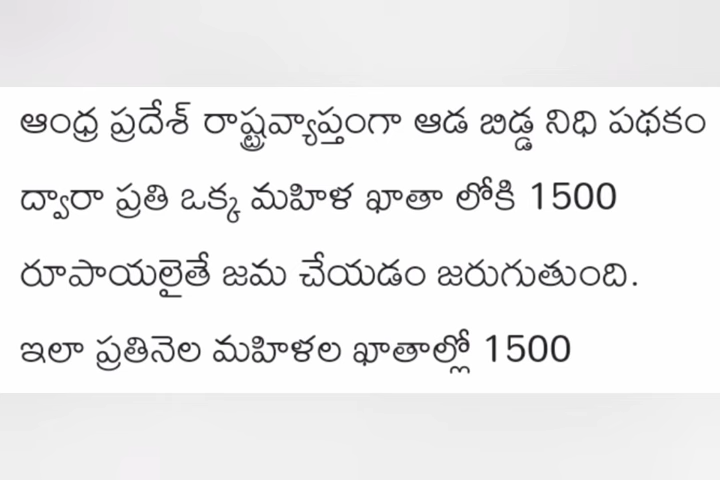 ఆంధ్ర ప్రదేశ్ రాష్ట్రవ్యాప్తంగా ఆడ బిడ్డ నిధి పథకం
ద్వారా ప్రతి ఒక్క మహిళ ఖాతా లోకి 1500
రూపాయలైతే జమ చేయడం జరుగుతుంది.
ఇలా ప్రతినెల మహిళల ఖాతాల్లో 1500